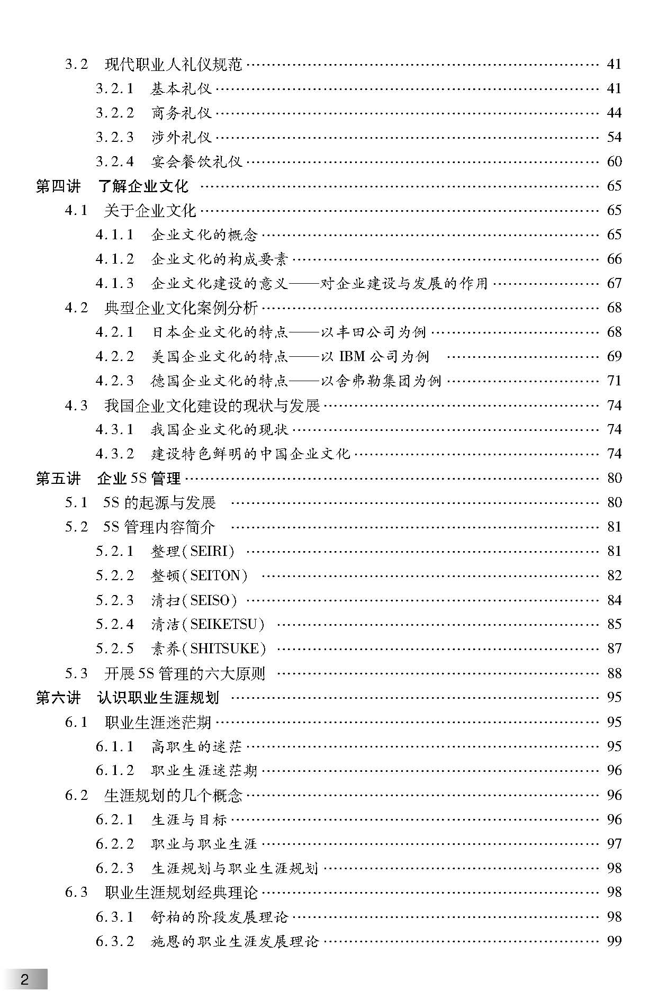 3.2 现代职业人礼仪规范 …… 41
3.2.1 基本礼仪 …… 41
3.2.2 商务礼仪 …… 44
3.2.3 涉外礼仪 …… 54
3.2.4 宴会餐饮礼仪 …… 60
第四讲 了解企业文化 …… 65
4.1 关于企业文化 …… 65
4.1.1 企业文化的概念 …… 65
4.1.2 企业文化的构成要素 …… 66
4.1.3 企业文化建设的意义——对企业建设与发展的作用 …… 67
4.2 典型企业文化案例分析 …… 68
4.2.1 日本企业文化的特点——以丰田公司为例 …… 68
4.2.2 美国企业文化的特点——以 IBM 公司为例 …… 69
4.2.3 德国企业文化的特点——以舍弗勒集团为例 …… 71
4.3 我国企业文化建设的现状与发展 …… 74
4.3.1 我国企业文化的现状 …… 74
4.3.2 建设特色鲜明的中国企业文化 …… 74
第五讲 企业 5S 管理 …… 80
5.1 5S 的起源与发展 …… 80
5.2 5S 管理内容简介 …… 81
5.2.1 整理(SEIRI) …… 81
5.2.2 整顿(SEITON) …… 82
5.2.3 清扫(SEISO) …… 84
5.2.4 清洁(SEIKETSU) …… 85
5.2.5 素养(SHITSUKE) …… 87
5.3 开展 5S 管理的六大原则 …… 88
第六讲 认识职业生涯规划 …… 95
6.1 职业生涯迷茫期 …… 95
6.1.1 高职生的迷茫 …… 95
6.1.2 职业生涯迷茫期 …… 96
6.2 生涯规划的几个概念 …… 96
6.2.1 生涯与目标 …… 96
6.2.2 职业与职业生涯 …… 97
6.2.3 生涯规划与职业生涯规划 …… 98
6.3 职业生涯规划经典理论 …… 98
6.3.1 舒柏的阶段发展理论 …… 98
6.3.2 施恩的职业生涯发展理论 …… 99
2